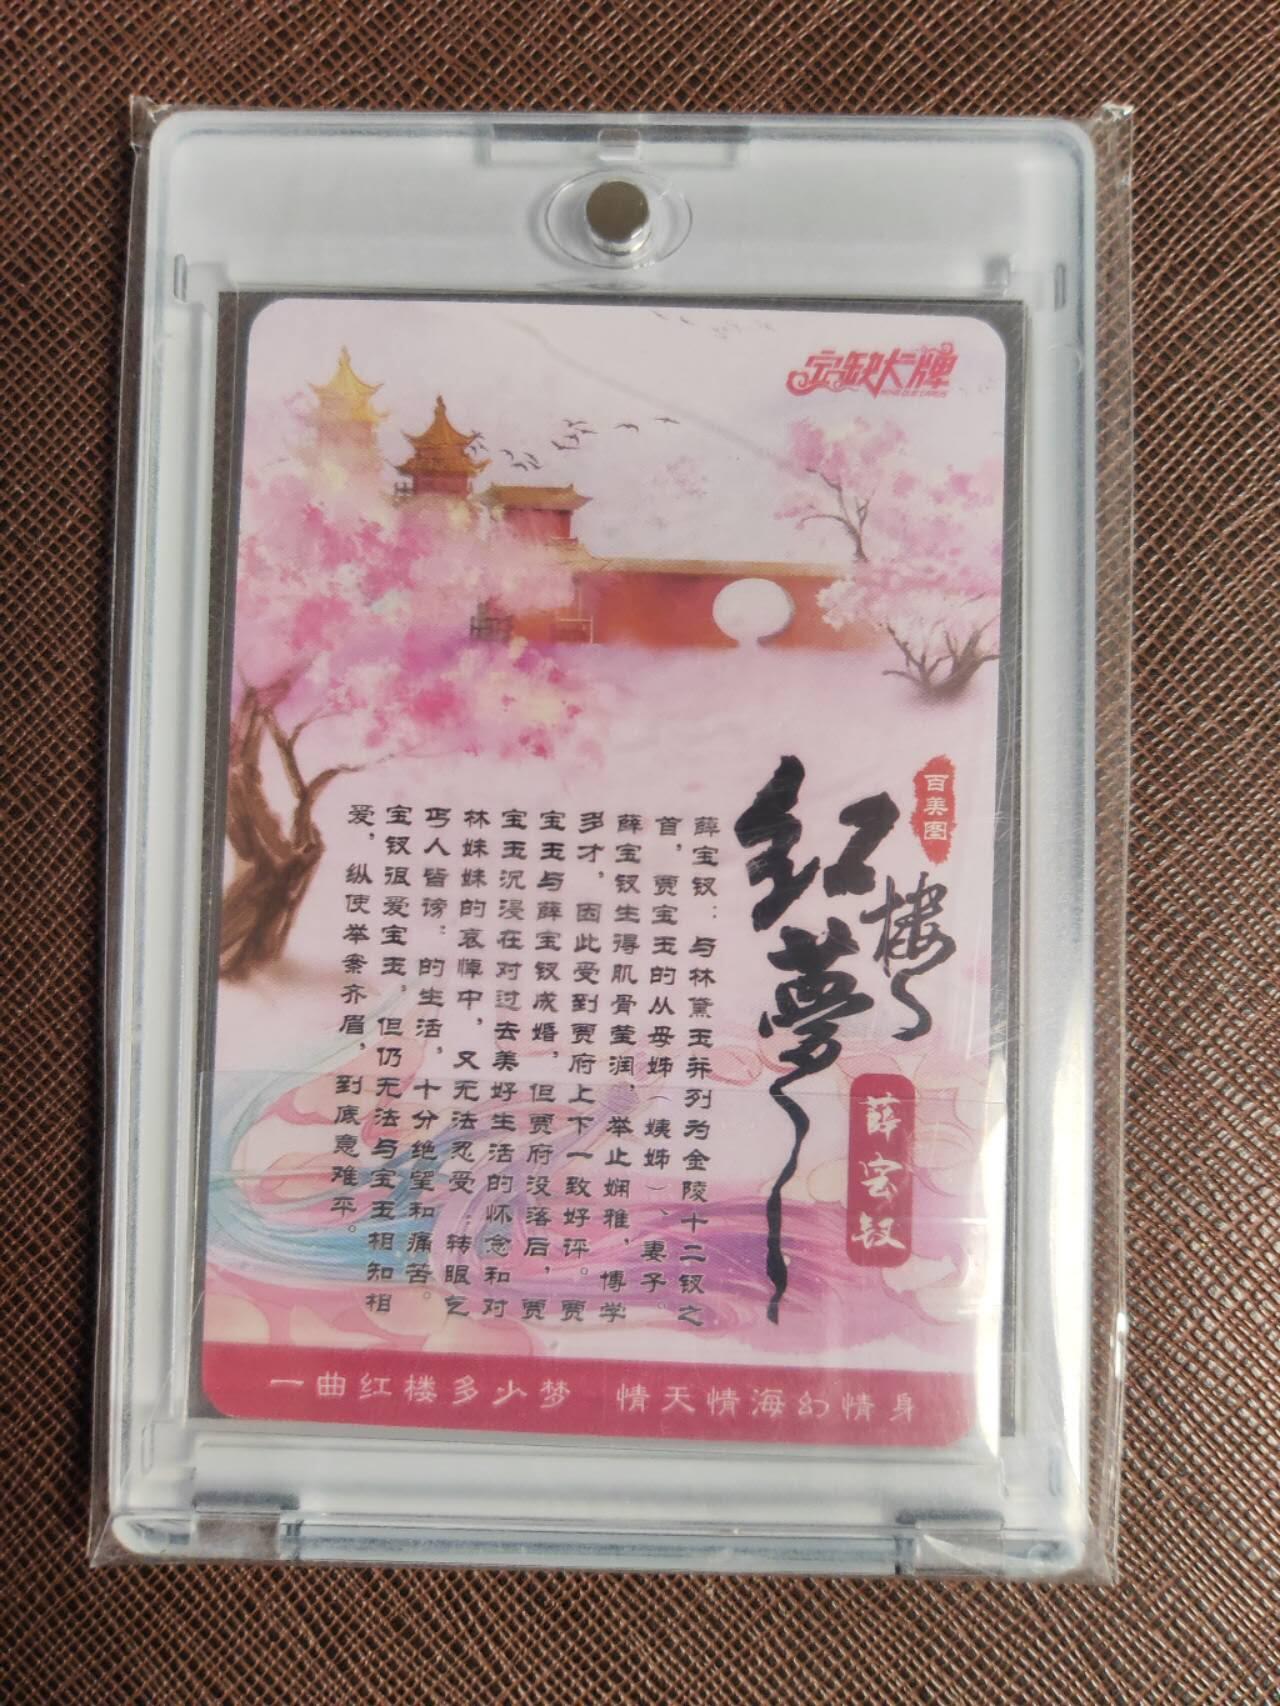 定缺大牌
百美图
红楼梦
薛宝钗
薛宝钗：与林黛玉并列为金陵十二钗之
首，贾宝玉的从母姊（姨姊）、妻子。
薛宝钗生得肌骨莹润，举止娴雅，博学
多才，因此受到贾府上下一致好评。贾
宝玉与薛宝钗成婚，但贾府没落后，贾
宝玉沉浸在对过去美好生活的怀念和对
林妹妹的哀悼中，又无法忍受“转眼乞
丐人皆谤”的生活，十分绝望和痛苦。
宝钗很爱宝玉，但仍无法与宝玉相知相
爱，纵使举案齐眉，到底意难平。
一曲红楼多少梦 情天情海幻情身